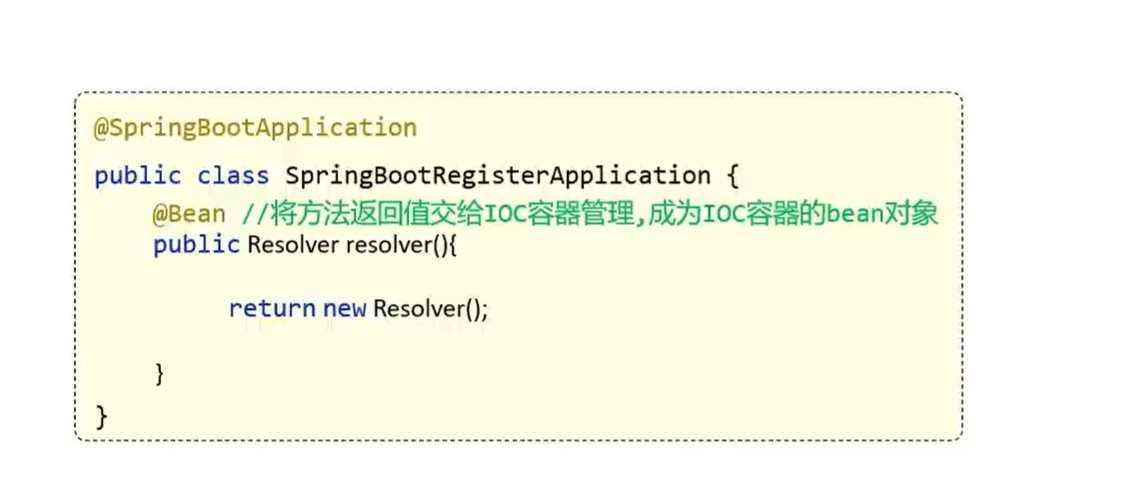 @SpringBootApplication
public class SpringBootRegisterApplication {
@Bean //将方法返回值交给IOC容器管理,成为IOC容器的bean对象
public Resolver resolver(){
return new Resolver();
}
}